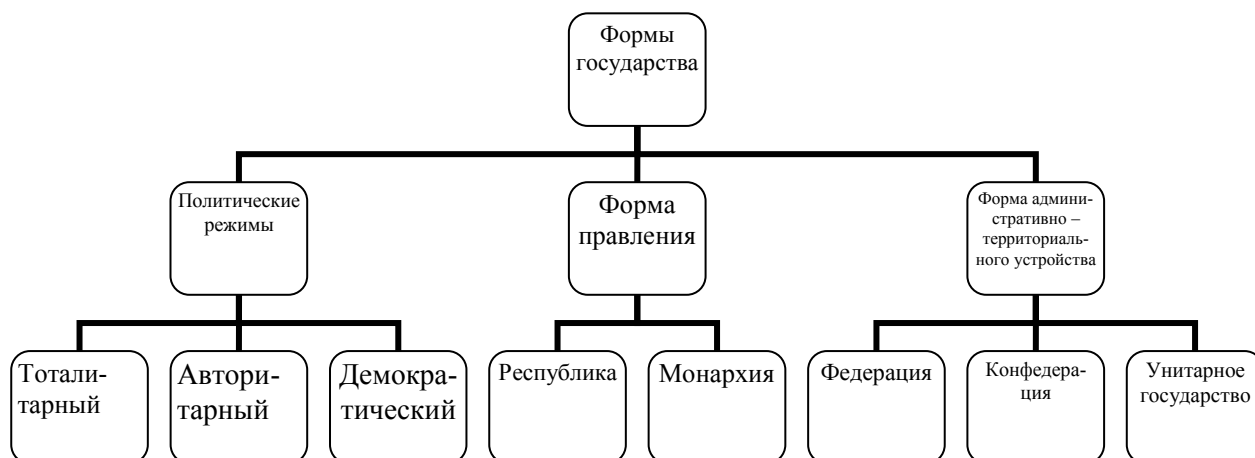 Формы
государства
Политические
режимы
Форма
правления
Форма админи-
стративно –
территориаль-
ного устройства
Тотали-
тарный
Автори-
тарный
Демокра-
тический
Республика
Монархия
Федерация
Конфедера-
ция
Унитарное
государство